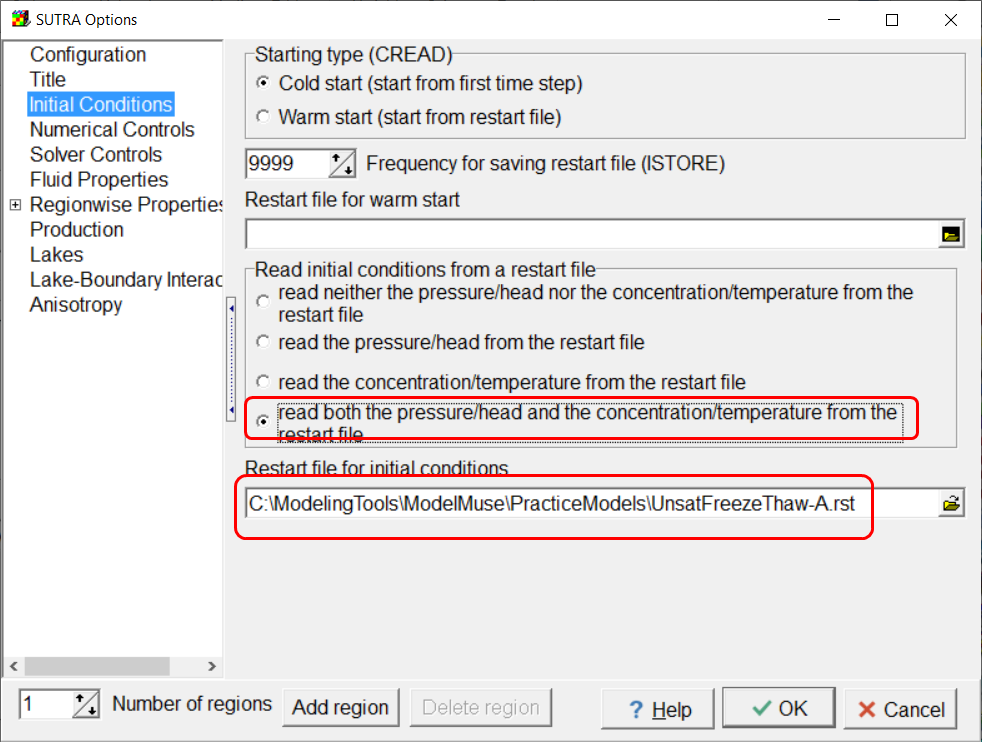 SUTRA Options
Configuration
Title
Initial Conditions
Numerical Controls
Solver Controls
Fluid Properties
Regionwise Properties
Production
Lakes
Lake-Boundary Interac
Anisotropy
Starting type (CREAD)
Cold start (start from first time step)
Warm start (start from restart file)
9999 Frequency for saving restart file (ISTORE)
Restart file for warm start
Read initial conditions from a restart file
read neither the pressure/head nor the concentration/temperature from the
restart file
read the pressure/head from the restart file
read the concentration/temperature from the restart file
read both the pressure/head and the concentration/temperature from the
restart file
Restart file for initial conditions
C:\ModelingTools\ModelMuse\PracticeModels\UnsatFreezeThaw-A.rst
1 Number of regions Add region Delete region ? Help OK Cancel